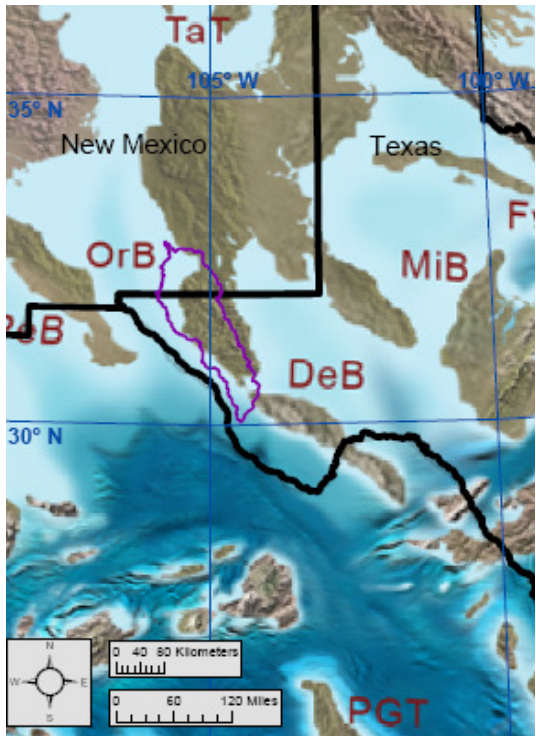 TaT
105° W
100° W
35° N
New Mexico
Texas
OrB
MiB
DeB
30° N
N
W E
S
0 40 80 Kilometers
0 60 120 Miles
PGT